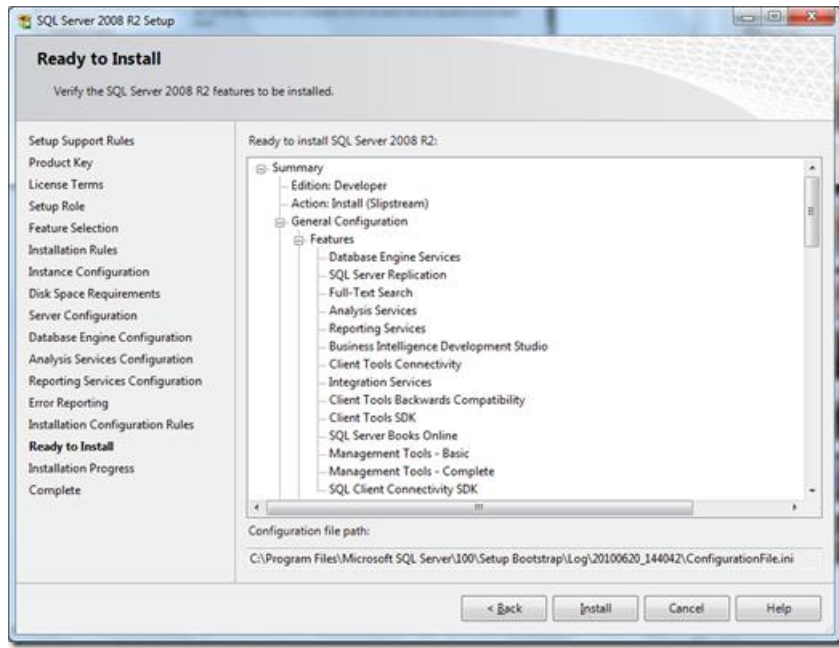 SQL Server 2008 R2 Setup
Ready to Install
Verify the SQL Server 2008 R2 features to be installed.
Setup Support Rules
Product Key
License Terms
Setup Role
Feature Selection
Installation Rules
Instance Configuration
Disk Space Requirements
Server Configuration
Database Engine Configuration
Analysis Services Configuration
Reporting Services Configuration
Error Reporting
Installation Configuration Rules
Ready to Install
Installation Progress
Complete
Ready to install SQL Server 2008 R2:
Summary
Edition: Developer
Action: Install (Slipstream)
General Configuration
Features
Database Engine Services
SQL Server Replication
Full-Text Search
Analysis Services
Reporting Services
Business Intelligence Development Studio
Client Tools Connectivity
Integration Services
Client Tools Backwards Compatibility
Client Tools SDK
SQL Server Books Online
Management Tools - Basic
Management Tools - Complete
SQL Client Connectivity SDK
Configuration file path:
C:\Program Files\Microsoft SQL Server\100\Setup Bootstrap\Log\20100620_144042\ConfigurationFile.ini
< Back
Install
Cancel
Help